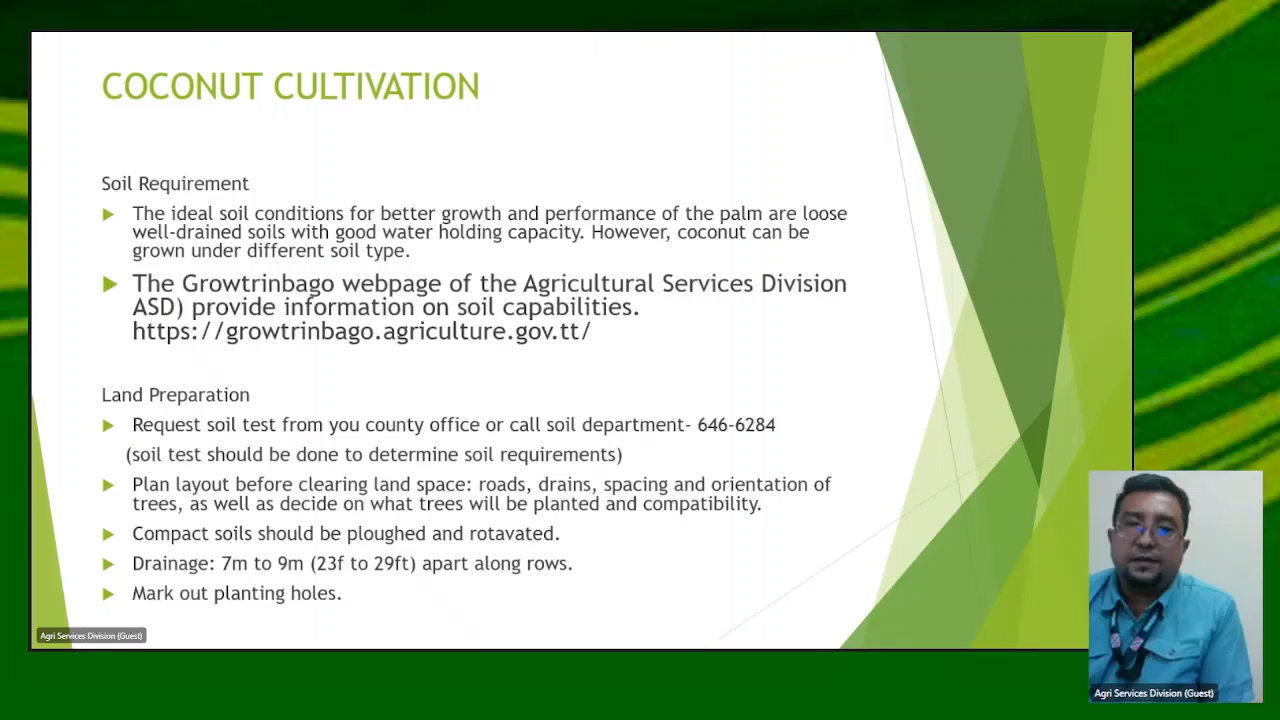 COCONUT CULTIVATION
Soil Requirement
The ideal soil conditions for better growth and performance of the palm are loose
well-drained soils with good water holding capacity. However, coconut can be
grown under different soil type.
The Growtrinbago webpage of the Agricultural Services Division
ASD) provide information on soil capabilities.
https://growtrinbago.agriculture.gov.tt/
Land Preparation
Request soil test from you county office or call soil department- 646-6284
(soil test should be done to determine soil requirements)
Plan layout before clearing land space: roads, drains, spacing and orientation of
trees, as well as decide on what trees will be planted and compatibility.
Compact soils should be ploughed and rotavated.
Drainage: 7m to 9m (23f to 29ft) apart along rows.
Mark out planting holes.
Agri Services Division (Guest)
Agri Services Division (Guest)